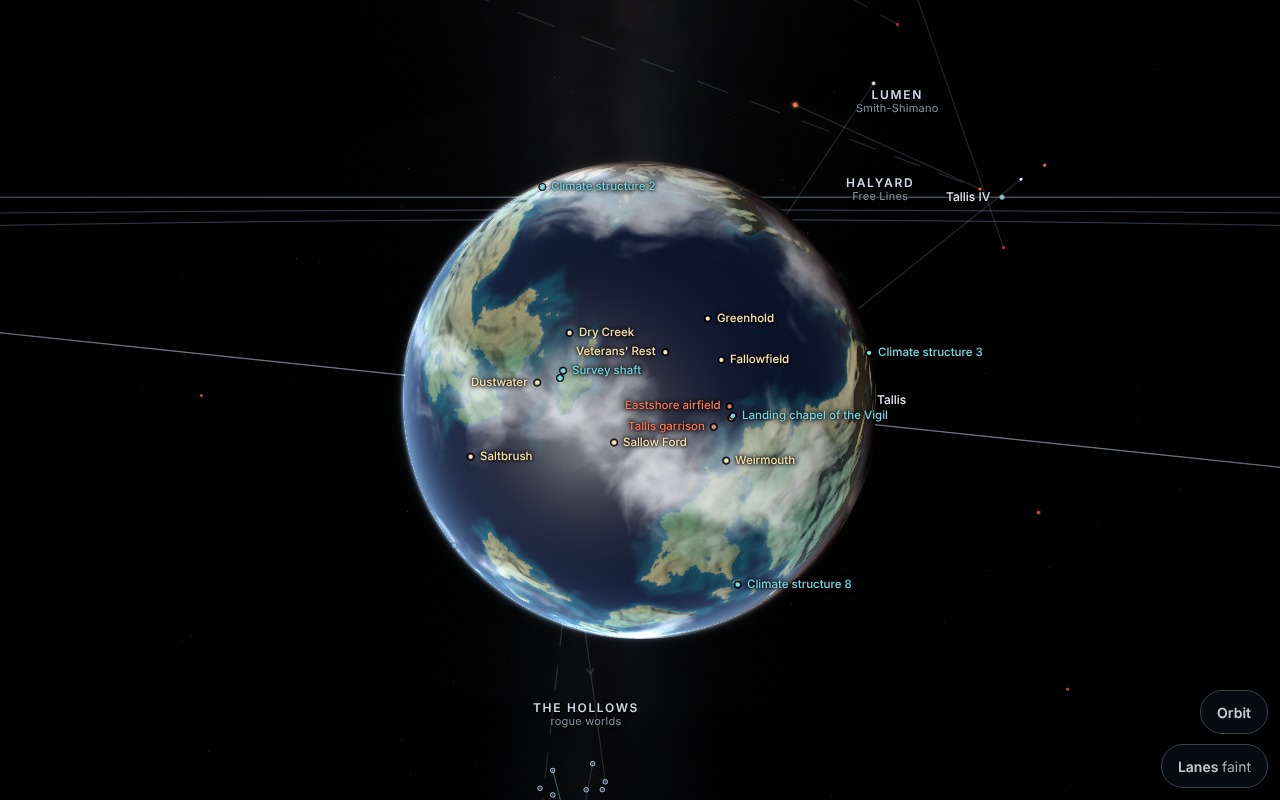 LUMEN
Smith-Shimano
HALYARD
Free Lines
Tallis IV
Climate structure 2
Greenhold
Dry Creek
Veterans' Rest
Fallowfield
Climate structure 3
Survey shaft
Dustwater
Tallis
Eastshore airfield
Landing chapel of the Vigil
Tallis garrison
Sallow Ford
Saltbrush
Weirmouth
Climate structure 8
THE HOLLOWS
rogue worlds
Orbit
Lanes faint